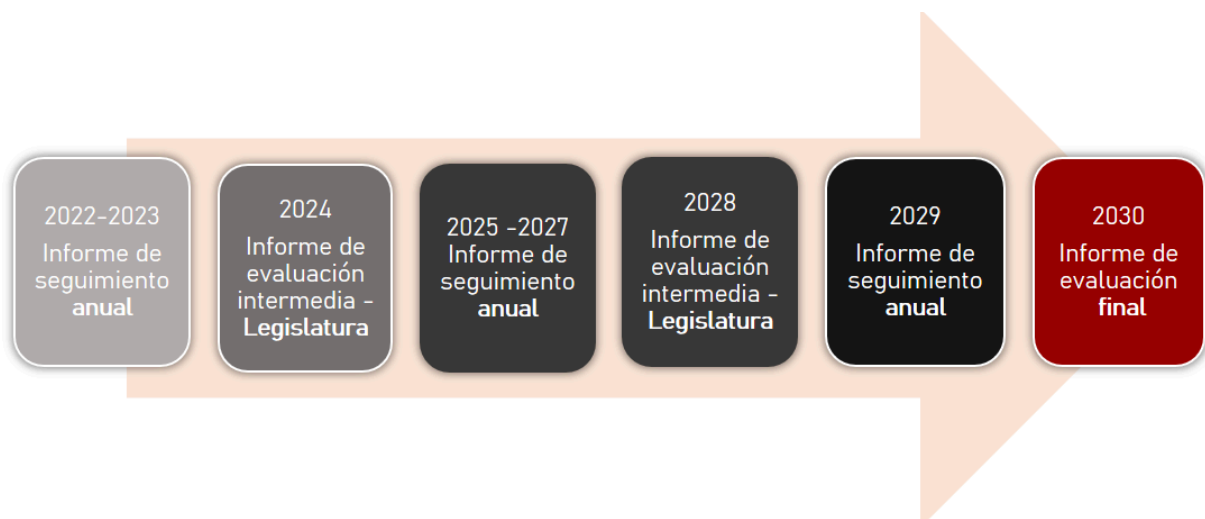 2022-2023
Informe de
seguimiento
anual
2024
Informe de
evaluación
intermedia -
Legislatura
2025 -2027
Informe de
seguimiento
anual
2028
Informe de
evaluación
intermedia -
Legislatura
2029
Informe de
seguimiento
anual
2030
Informe de
evaluación
final